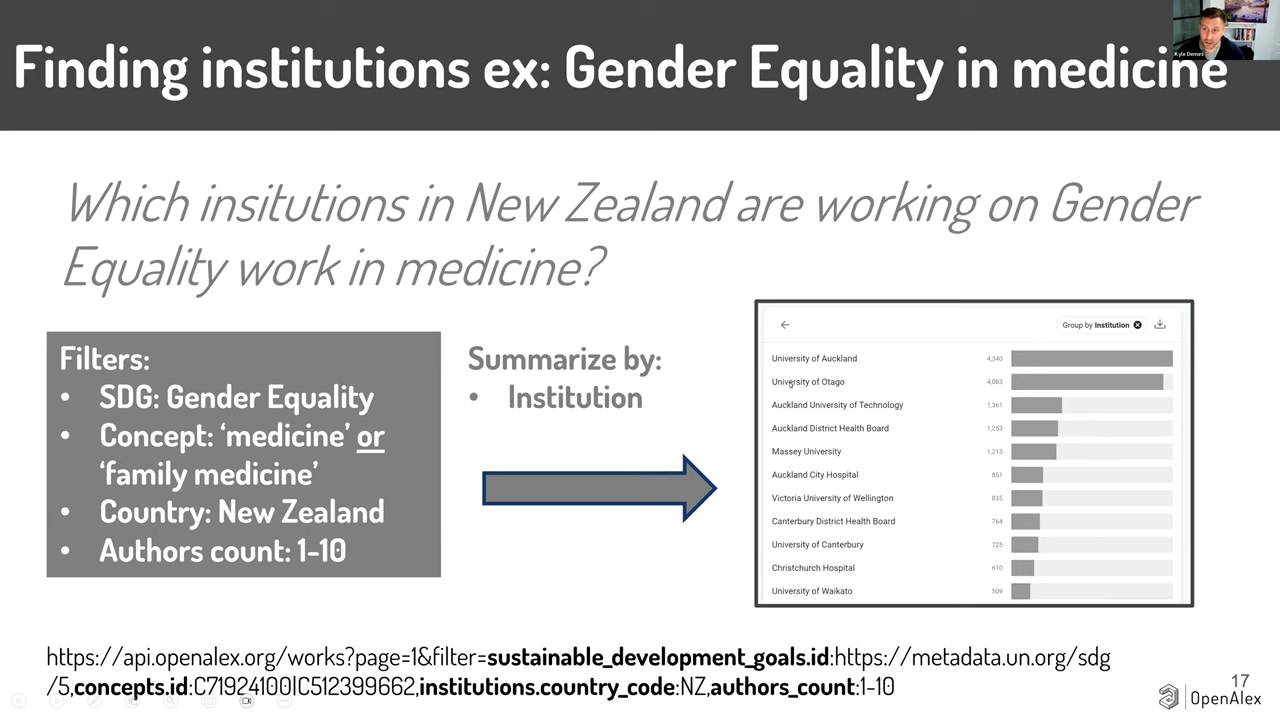 Kyle Demes
Finding institutions ex: Gender Equality in medicine
Which insitutions in New Zealand are working on Gender
Equality work in medicine?
Filters:
• SDG: Gender Equality
• Concept: ‘medicine’ or
‘family medicine’
• Country: New Zealand
• Authors count: 1-10
Summarize by:
• Institution
Group by Institution
University of Auckland 4,340
University of Otago 4,083
Auckland University of Technology 1,361
Auckland District Health Board 1,253
Massey University 1,213
Auckland City Hospital 851
Victoria University of Wellington 835
Canterbury District Health Board 764
University of Canterbury 725
Christchurch Hospital 610
University of Waikato 509
https://api.openalex.org/works?page=1&filter=sustainable_development_goals.id:https://metadata.un.org/sdg
/5,concepts.id:C71924100|C512399662,institutions.country_code:NZ,authors_count:1-10
17
OpenAlex